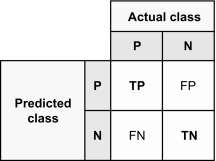 Actual class
P N
Predicted class
P TP FP
N FN TN